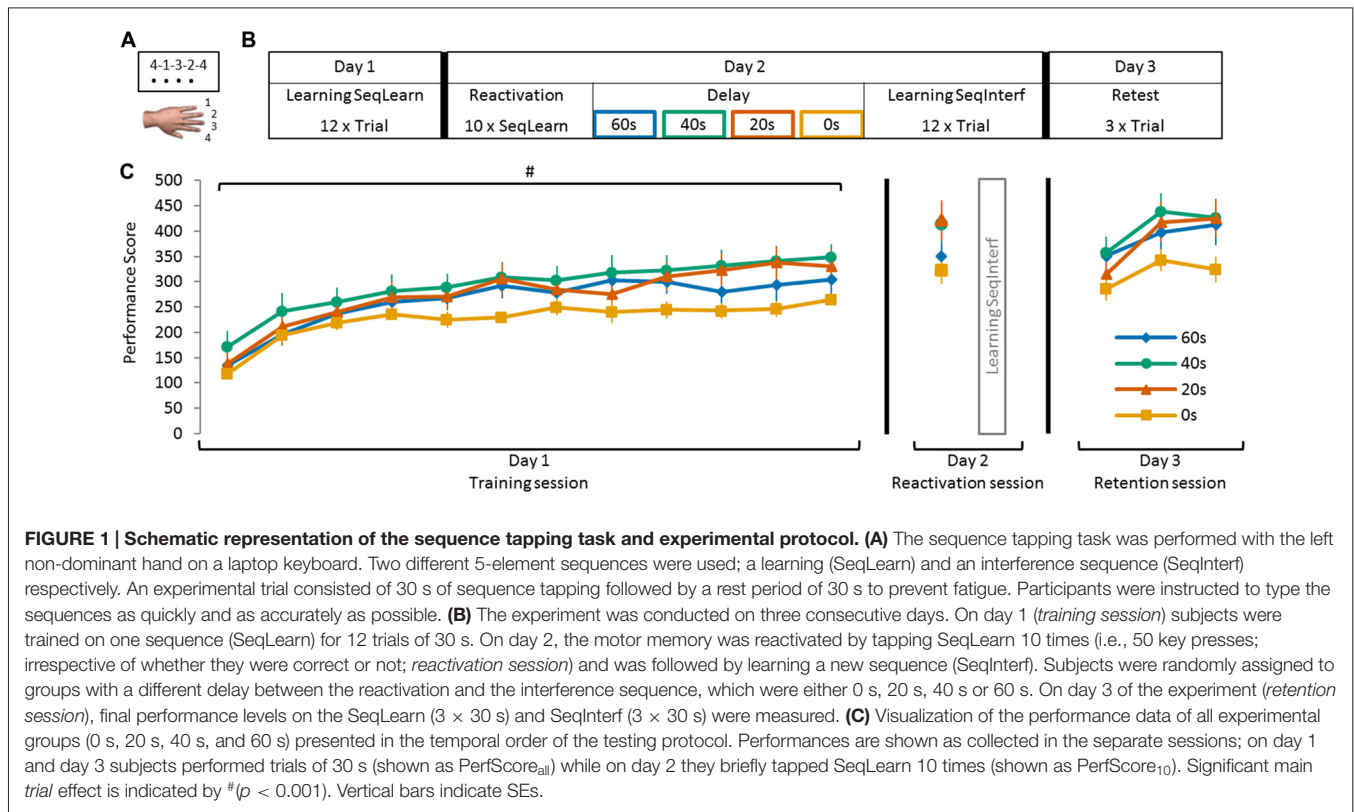 A
B
4-1-3-2-4
1
2
3
4
Day 1
Day 2
Day 3
Learning SeqLearn
Reactivation
Delay
Learning SeqInterf
Retest
12 x Trial
10 x SeqLearn
60s
40s
20s
0s
12 x Trial
3 x Trial
C
#
500
450
400
350
300
250
200
150
100
50
0
Performance Score
LearningSeqInterf
60s
40s
20s
0s
Day 1
Training session
Day 2
Reactivation session
Day 3
Retention session
FIGURE 1 | Schematic representation of the sequence tapping task and experimental protocol. (A) The sequence tapping task was performed with the left
non-dominant hand on a laptop keyboard. Two different 5-element sequences were used; a learning (SeqLearn) and an interference sequence (SeqInterf)
respectively. An experimental trial consisted of 30 s of sequence tapping followed by a rest period of 30 s to prevent fatigue. Participants were instructed to type the
sequences as quickly and as accurately as possible. (B) The experiment was conducted on three consecutive days. On day 1 (training session) subjects were
trained on one sequence (SeqLearn) for 12 trials of 30 s. On day 2, the motor memory was reactivated by tapping SeqLearn 10 times (i.e., 50 key presses;
irrespective of whether they were correct or not; reactivation session) and was followed by learning a new sequence (SeqInterf). Subjects were randomly assigned to
groups with a different delay between the reactivation and the interference sequence, which were either 0 s, 20 s, 40 s or 60 s. On day 3 of the experiment (retention
session), final performance levels on the SeqLearn (3 × 30 s) and SeqInterf (3 × 30 s) were measured. (C) Visualization of the performance data of all experimental
groups (0 s, 20 s, 40 s, and 60 s) presented in the temporal order of the testing protocol. Performances are shown as collected in the separate sessions; on day 1
and day 3 subjects performed trials of 30 s (shown as PerfScoreall) while on day 2 they briefly tapped SeqLearn 10 times (shown as PerfScore10). Significant main
trial effect is indicated by #(p < 0.001). Vertical bars indicate SEs.